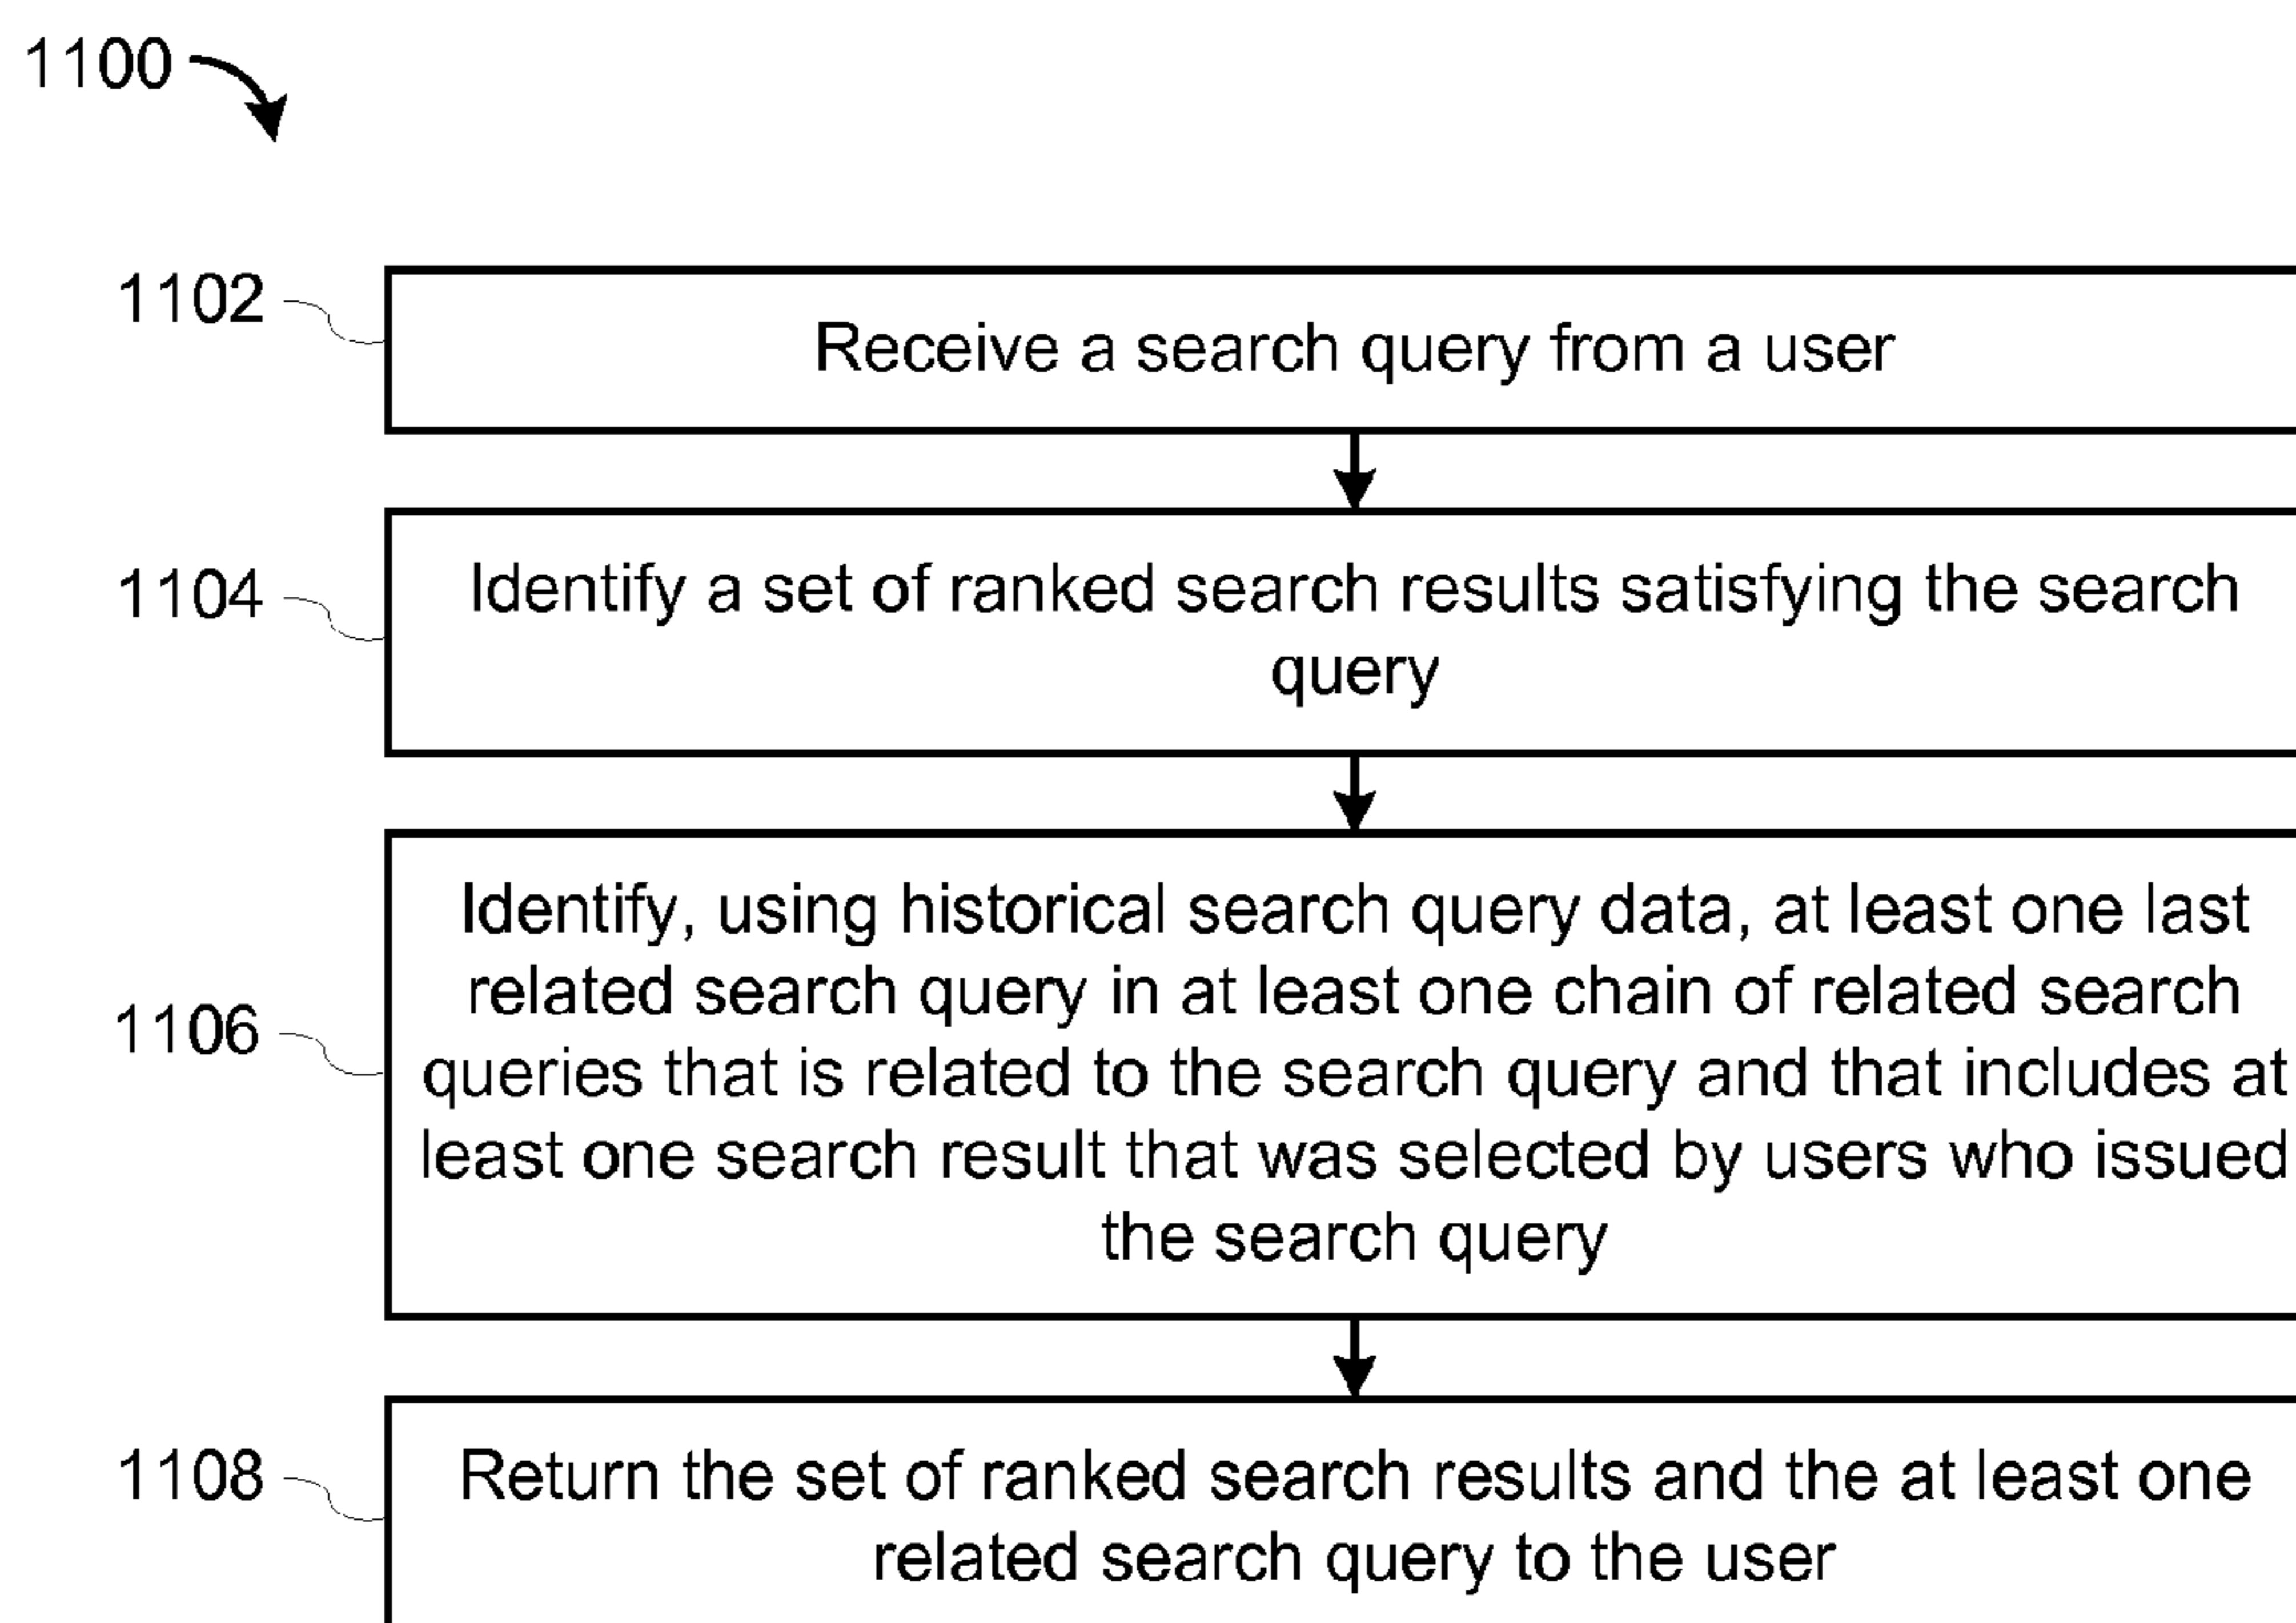 1100
1102
Receive a search query from a user
1104
Identify a set of ranked search results satisfying the search
query
1106
Identify, using historical search query data, at least one last
related search query in at least one chain of related search
queries that is related to the search query and that includes at
least one search result that was selected by users who issued
the search query
1108
Return the set of ranked search results and the at least one
related search query to the user